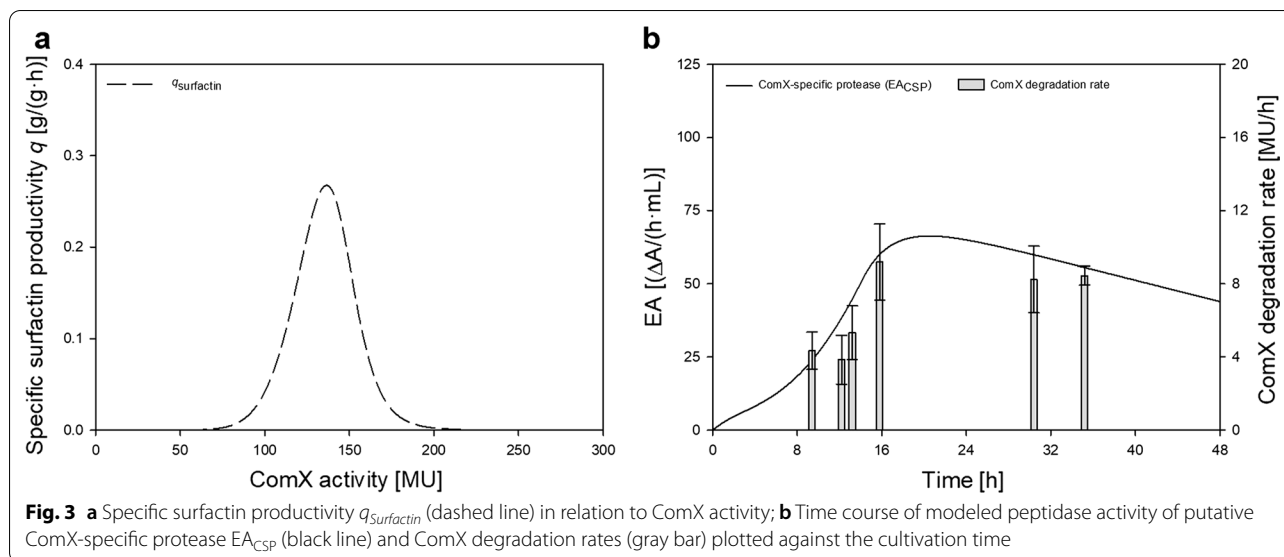 a
Specific surfactin productivity q [g/(g·h)]
0.4
0.3
0.2
0.1
0.0
q surfactin
0 50 100 150 200 250 300
ComX activity [MU]
b
EA [(ΔA/(h·mL)]
125
100
75
50
25
0
ComX-specific protease (EACSP)
ComX degradation rate
20
16
12
8
4
0
ComX degradation rate [MU/h]
0 8 16 24 32 40 48
Time [h]
Fig. 3 a Specific surfactin productivity qSurfactin (dashed line) in relation to ComX activity; b Time course of modeled peptidase activity of putative
ComX-specific protease EACSP (black line) and ComX degradation rates (gray bar) plotted against the cultivation time